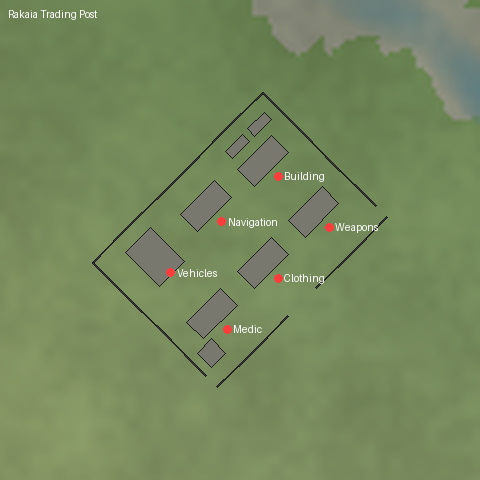 Rakaia Trading Post
Building
Navigation
Weapons
Vehicles
Clothing
Medic